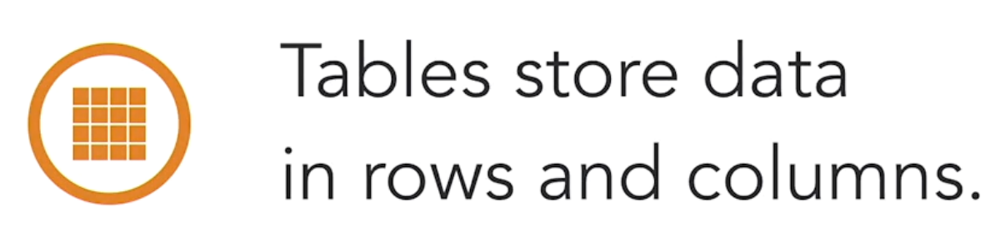 Tables store data
in rows and columns.